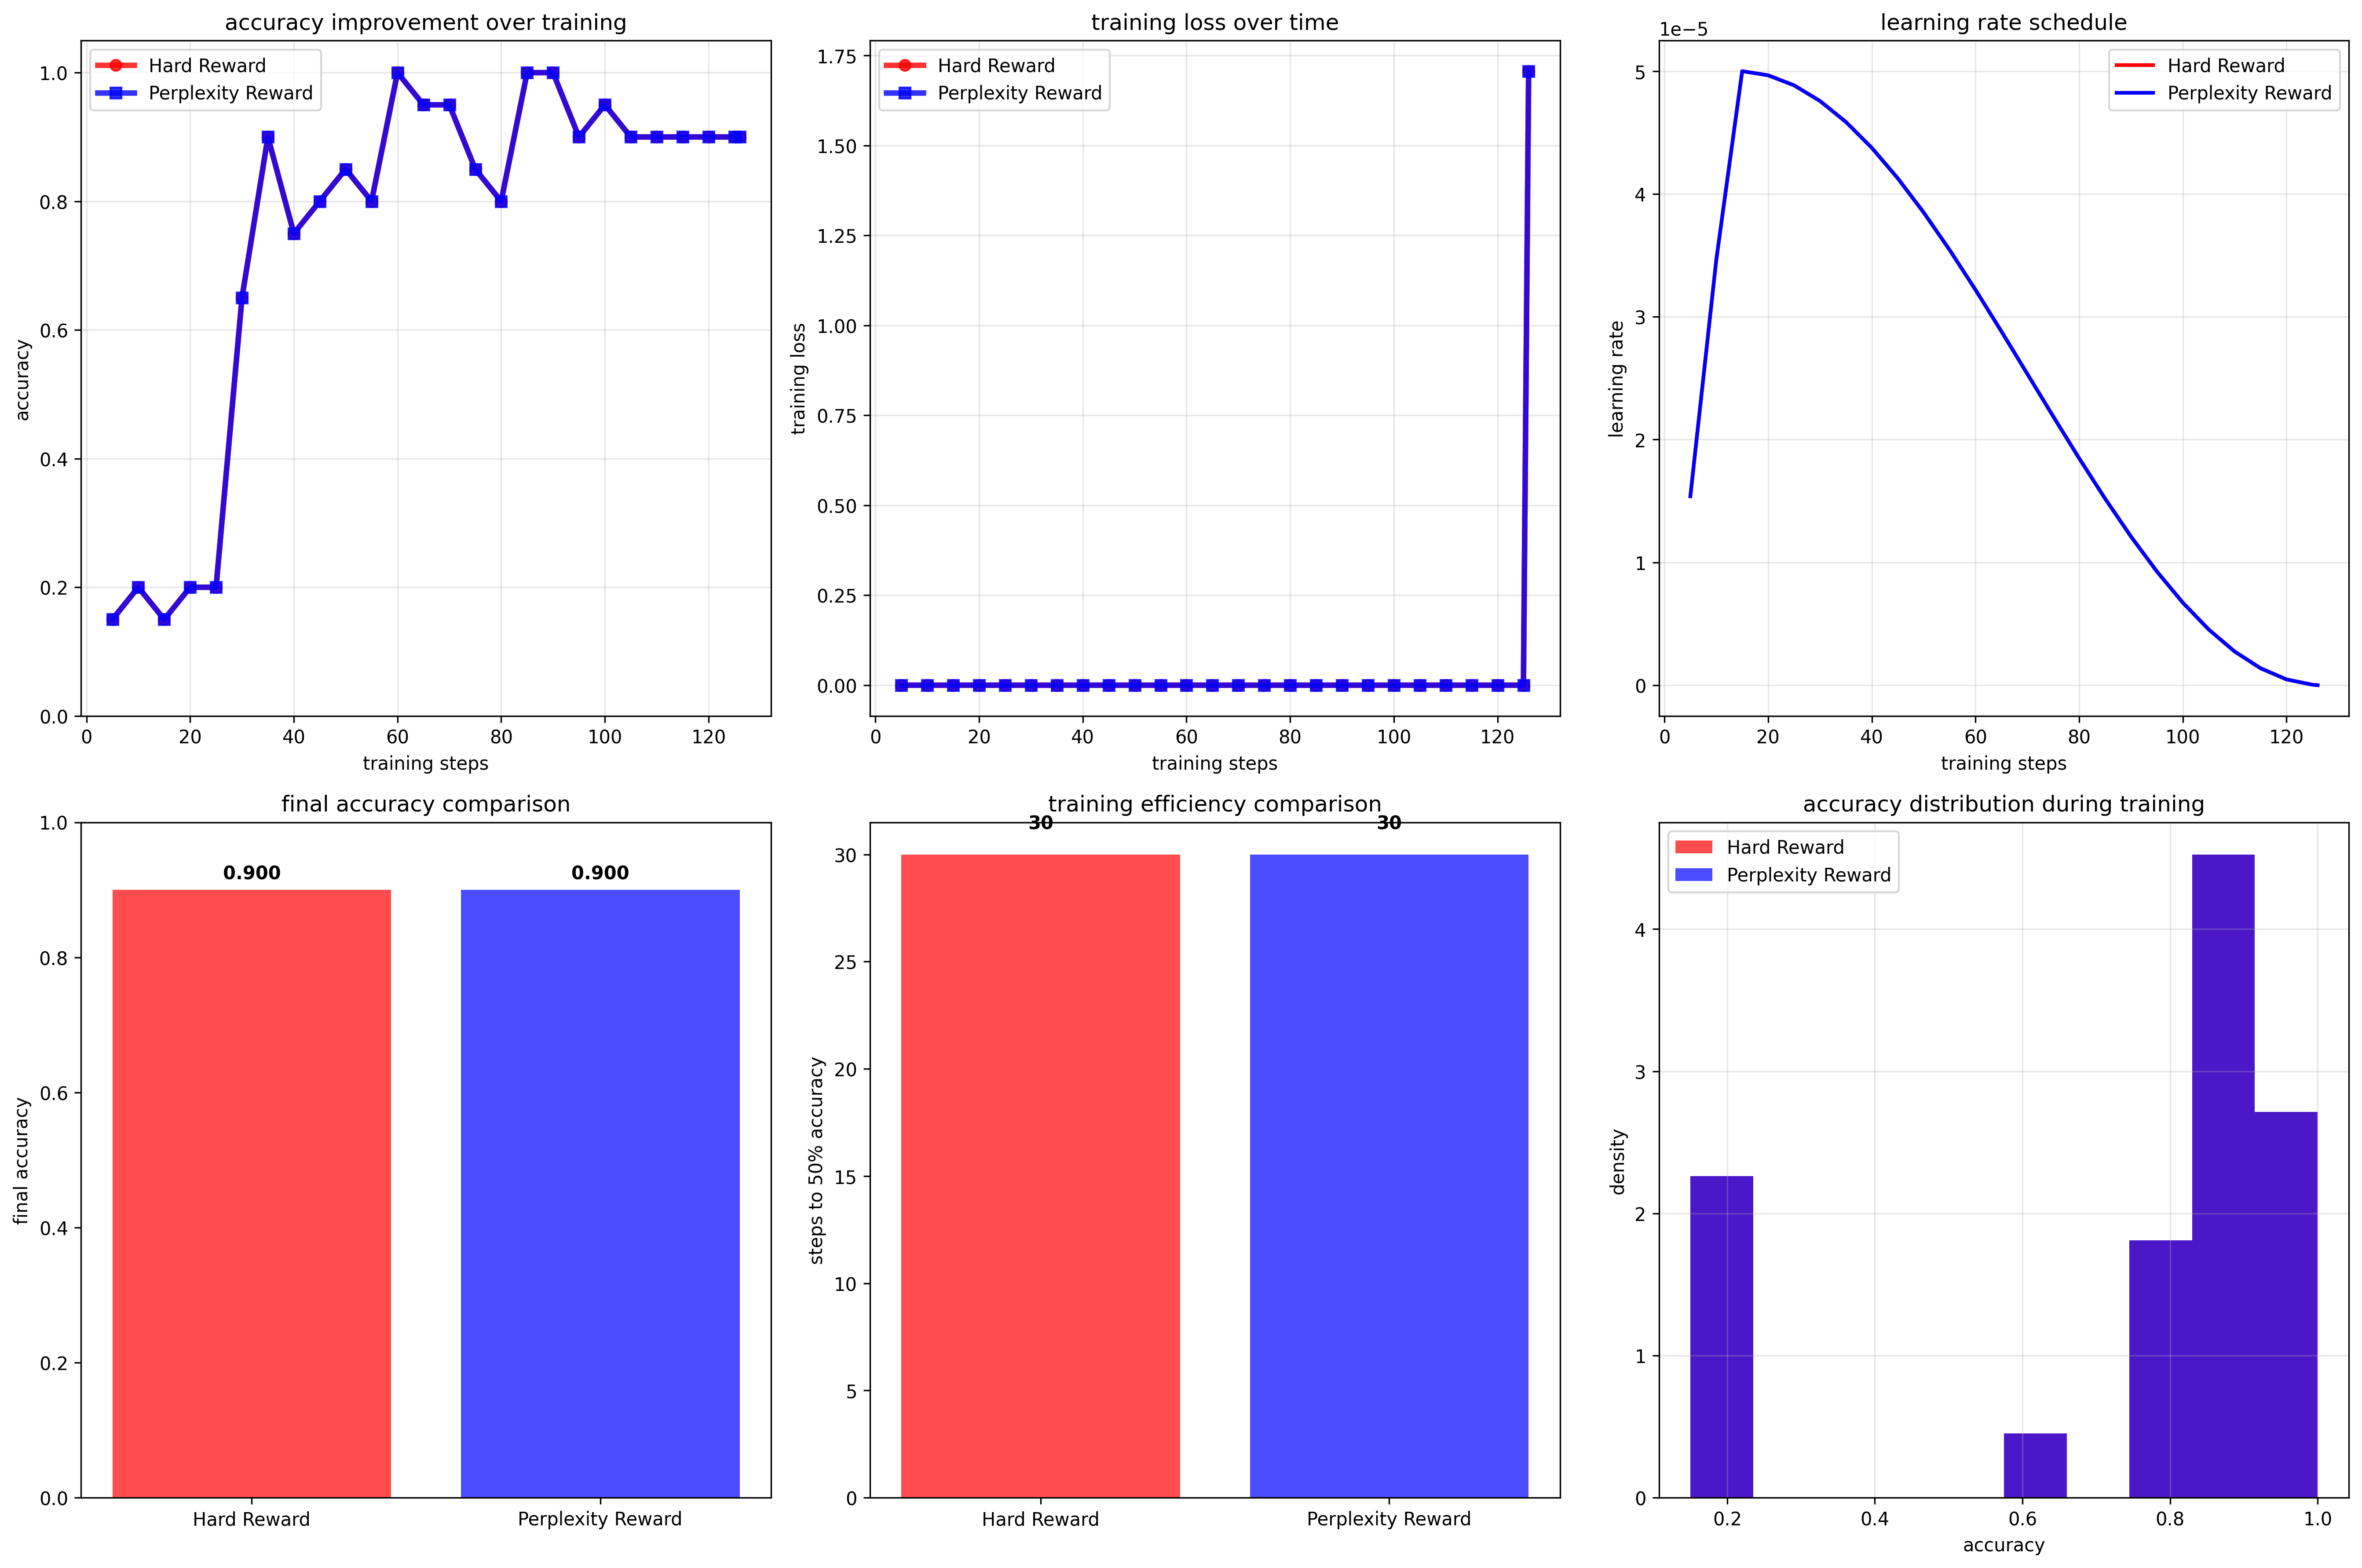 accuracy improvement over training
Hard Reward
Perplexity Reward
1.0
0.8
0.6
0.4
0.2
0.0
accuracy
0 20 40 60 80 100 120
training steps
training loss over time
Hard Reward
Perplexity Reward
1.75
1.50
1.25
1.00
0.75
0.50
0.25
0.00
training loss
0 20 40 60 80 100 120
training steps
learning rate schedule
1e−5
Hard Reward
Perplexity Reward
5
4
3
2
1
0
learning rate
0 20 40 60 80 100 120
training steps
final accuracy comparison
1.0
0.8
0.6
0.4
0.2
0.0
final accuracy
0.900 0.900
Hard Reward Perplexity Reward
training efficiency comparison
30 30
30
25
20
15
10
5
0
steps to 50% accuracy
Hard Reward Perplexity Reward
accuracy distribution during training
Hard Reward
Perplexity Reward
4
3
2
1
0
density
0.2 0.4 0.6 0.8 1.0
accuracy